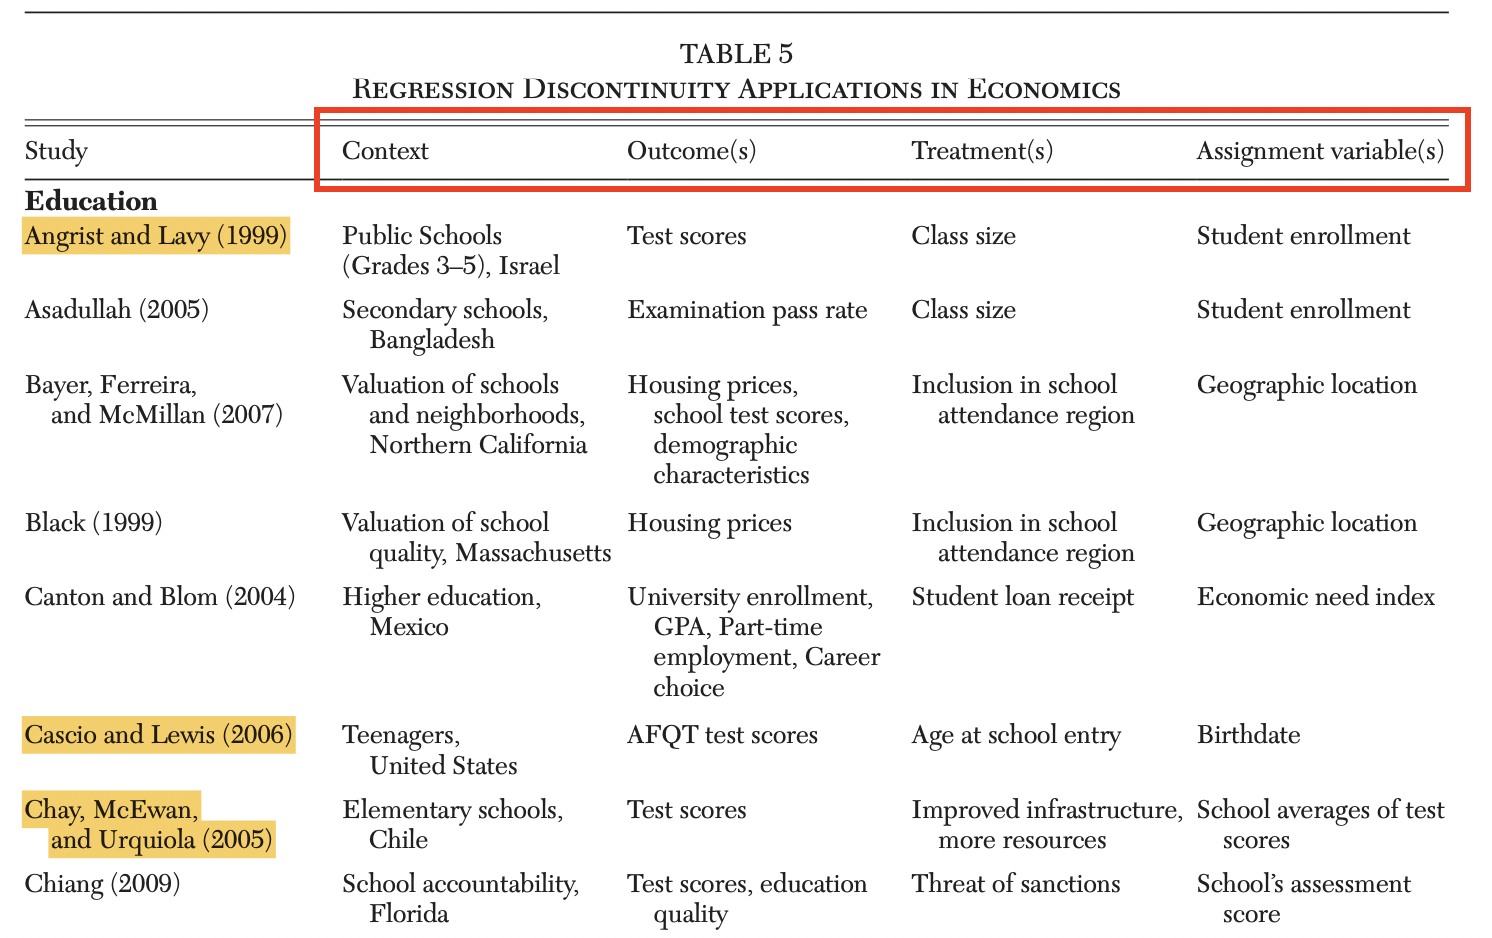 TABLE 5
Regression Discontinuity Applications in Economics
Study Context Outcome(s) Treatment(s) Assignment variable(s)
Education
Angrist and Lavy (1999) Public Schools Test scores Class size Student enrollment
(Grades 3–5), Israel
Asadullah (2005) Secondary schools, Examination pass rate Class size Student enrollment
Bangladesh
Bayer, Ferreira, Valuation of schools Housing prices, Inclusion in school Geographic location
and McMillan (2007) and neighborhoods, school test scores, attendance region
Northern California demographic
characteristics
Black (1999) Valuation of school Housing prices Inclusion in school Geographic location
quality, Massachusetts attendance region
Canton and Blom (2004) Higher education, University enrollment, Student loan receipt Economic need index
Mexico GPA, Part-time
employment, Career
choice
Cascio and Lewis (2006) Teenagers, AFQT test scores Age at school entry Birthdate
United States
Chay, McEwan, Elementary schools, Test scores Improved infrastructure, School averages of test
and Urquiola (2005) Chile more resources scores
Chiang (2009) School accountability, Test scores, education Threat of sanctions School’s assessment
Florida quality score